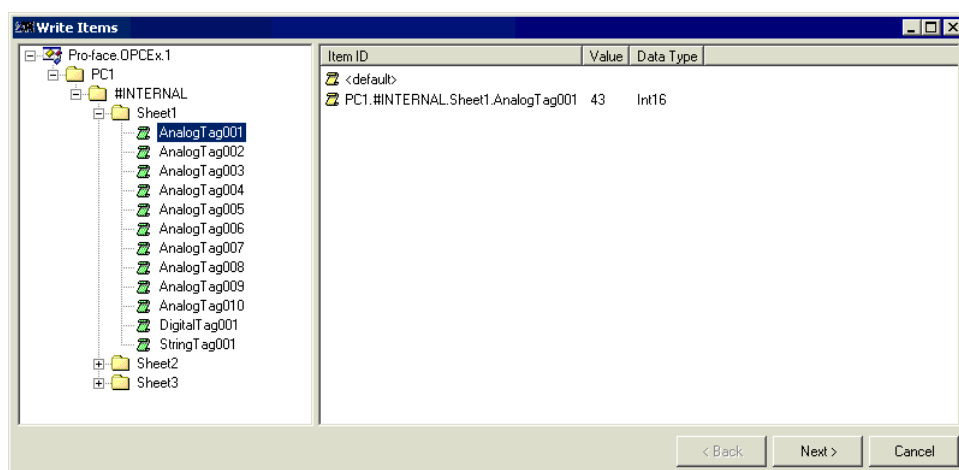 Write Items
Pro-face.OPCEx.1
PC1
#INTERNAL
Sheet1
AnalogTag001
AnalogTag002
AnalogTag003
AnalogTag004
AnalogTag005
AnalogTag006
AnalogTag007
AnalogTag008
AnalogTag009
AnalogTag010
DigitalTag001
StringTag001
Sheet2
Sheet3
Item ID Value Data Type
<default>
PC1.#INTERNAL.Sheet1.AnalogTag001 43 Int16
< Back Next > Cancel